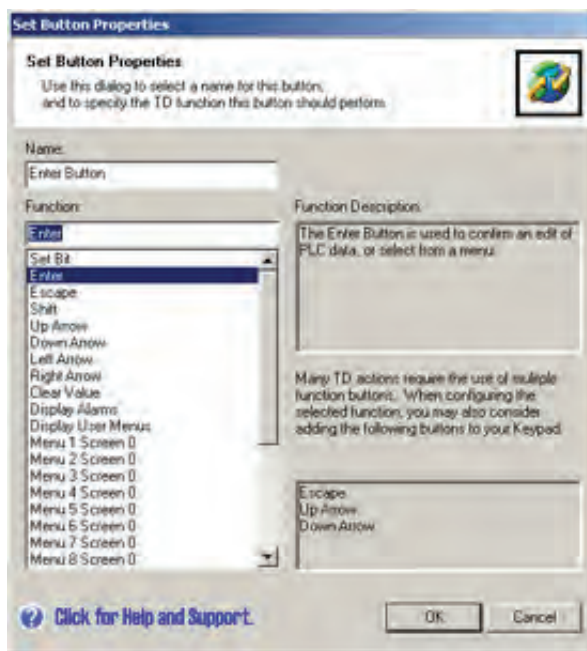 Set Button Properties
Set Button Properties
Use this dialog to select a name for this button,
and to specify the TD function this button should perform.
Name:
Enter Button
Function:
Enter
Set Bit
Enter
Escape
Shift
Up Arrow
Down Arrow
Left Arrow
Right Arrow
Clear Value
Display Alarms
Display User Menus
Menu 1 Screen 0
Menu 2 Screen 0
Menu 3 Screen 0
Menu 4 Screen 0
Menu 5 Screen 0
Menu 6 Screen 0
Menu 7 Screen 0
Menu 8 Screen 0
Function Description:
The Enter Button is used to confirm an edit of
PLC data, or select from a menu.
Many TD actions require the use of multiple
function buttons. When configuring the
selected function, you may also consider
adding the following buttons to your Keypad.
Escape
Up Arrow
Down Arrow
Click for Help and Support.
OK
Cancel